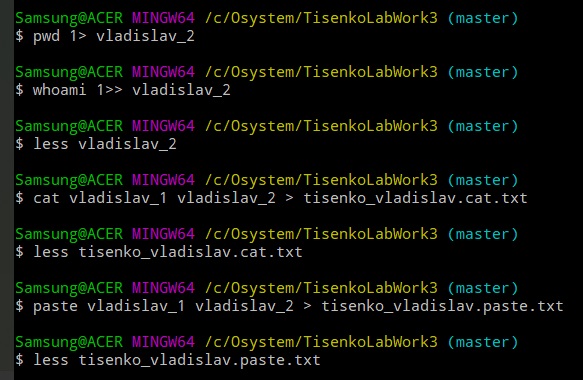 Samsung@ACER MINGW64 /c/Osystem/TisenkoLabWork3 (master)
$ pwd 1> vladislav_2
Samsung@ACER MINGW64 /c/Osystem/TisenkoLabWork3 (master)
$ whoami 1>> vladislav_2
Samsung@ACER MINGW64 /c/Osystem/TisenkoLabWork3 (master)
$ less vladislav_2
Samsung@ACER MINGW64 /c/Osystem/TisenkoLabWork3 (master)
$ cat vladislav_1 vladislav_2 > tisenko_vladislav.cat.txt
Samsung@ACER MINGW64 /c/Osystem/TisenkoLabWork3 (master)
$ less tisenko_vladislav.cat.txt
Samsung@ACER MINGW64 /c/Osystem/TisenkoLabWork3 (master)
$ paste vladislav_1 vladislav_2 > tisenko_vladislav.paste.txt
Samsung@ACER MINGW64 /c/Osystem/TisenkoLabWork3 (master)
$ less tisenko_vladislav.paste.txt